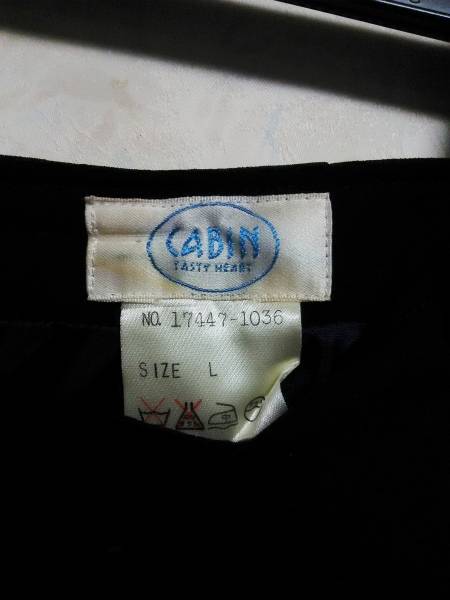 CABIN
TASTY HEART
NO. 17447-1036
SIZE L